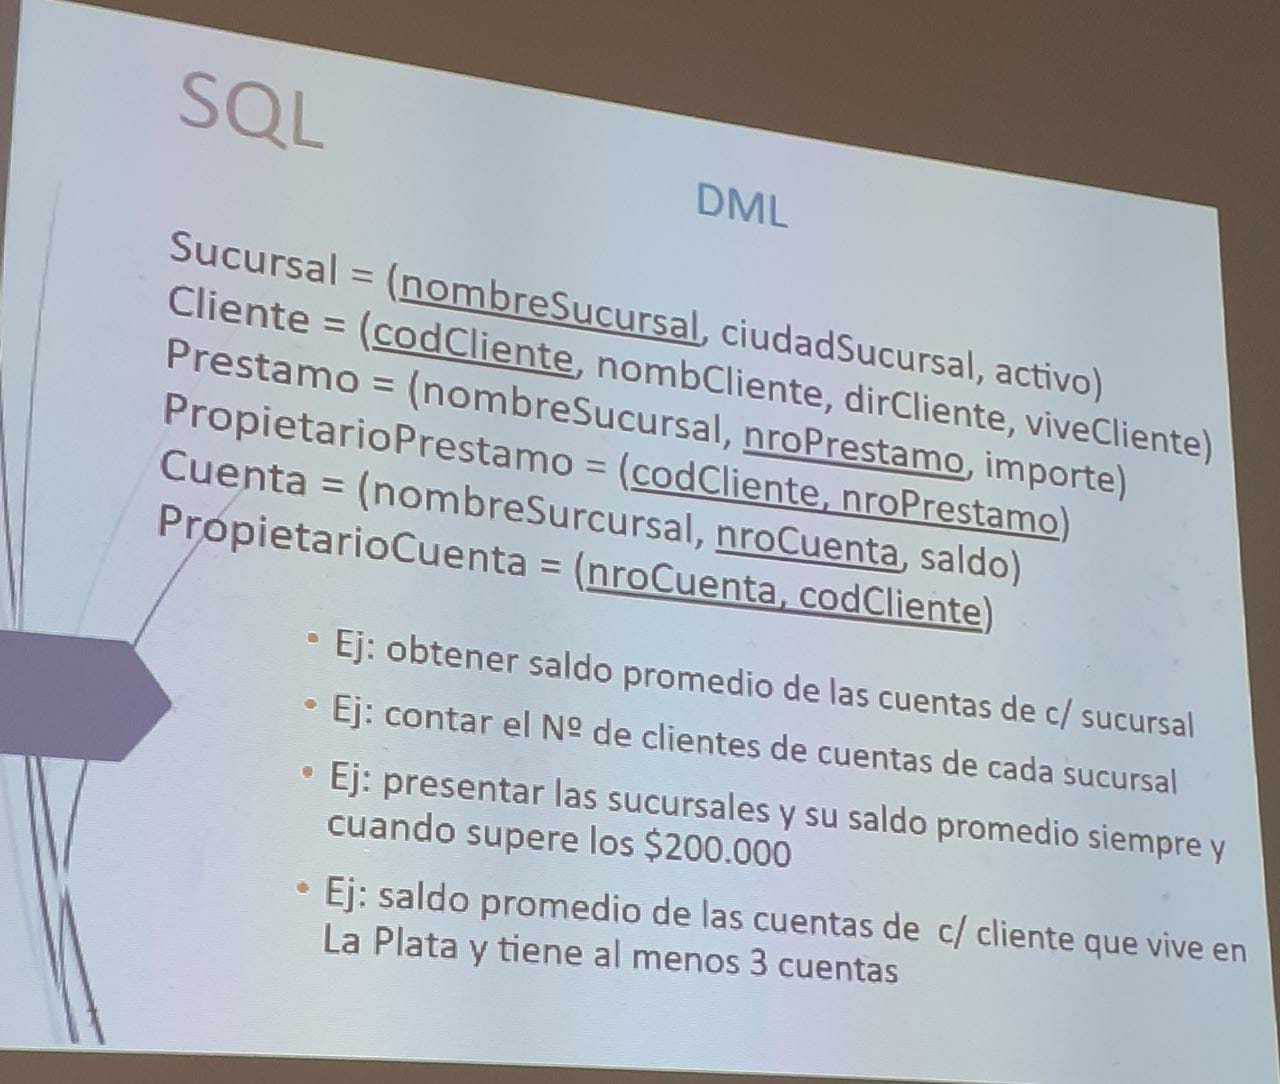 SQL
DML
Sucursal = (nombreSucursal, ciudadSucursal, activo)
Cliente = (codCliente, nombCliente, dirCliente, viveCliente)
Prestamo = (nombreSucursal, nroPrestamo, importe)
PropietarioPrestamo = (codCliente, nroPrestamo)
Cuenta = (nombreSurcursal, nroCuenta, saldo)
PropietarioCuenta = (nroCuenta, codCliente)
• Ej: obtener saldo promedio de las cuentas de c/ sucursal
• Ej: contar el Nº de clientes de cuentas de cada sucursal
• Ej: presentar las sucursales y su saldo promedio siempre y
cuando supere los $200.000
• Ej: saldo promedio de las cuentas de c/ cliente que vive en
La Plata y tiene al menos 3 cuentas